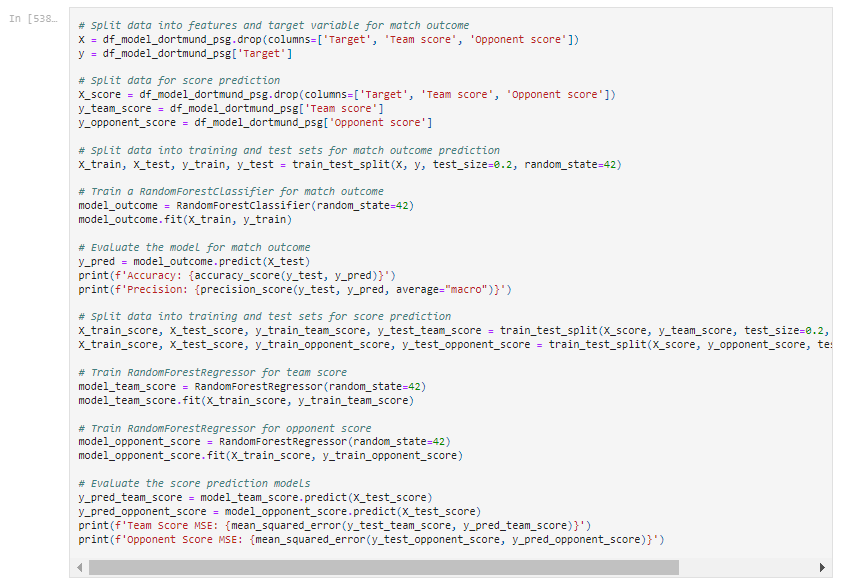 In [538…
# Split data into features and target variable for match outcome
X = df_model_dortmund_psg.drop(columns=['Target', 'Team score', 'Opponent score'])
y = df_model_dortmund_psg['Target']
# Split data for score prediction
X_score = df_model_dortmund_psg.drop(columns=['Target', 'Team score', 'Opponent score'])
y_team_score = df_model_dortmund_psg['Team score']
y_opponent_score = df_model_dortmund_psg['Opponent score']
# Split data into training and test sets for match outcome prediction
X_train, X_test, y_train, y_test = train_test_split(X, y, test_size=0.2, random_state=42)
# Train a RandomForestClassifier for match outcome
model_outcome = RandomForestClassifier(random_state=42)
model_outcome.fit(X_train, y_train)
# Evaluate the model for match outcome
y_pred = model_outcome.predict(X_test)
print(f'Accuracy: {accuracy_score(y_test, y_pred)}')
print(f'Precision: {precision_score(y_test, y_pred, average="macro")}')
# Split data into training and test sets for score prediction
X_train_score, X_test_score, y_train_team_score, y_test_team_score = train_test_split(X_score, y_team_score, test_size=0.2,
X_train_score, X_test_score, y_train_opponent_score, y_test_opponent_score = train_test_split(X_score, y_opponent_score, tes
# Train RandomForestRegressor for team score
model_team_score = RandomForestRegressor(random_state=42)
model_team_score.fit(X_train_score, y_train_team_score)
# Train RandomForestRegressor for opponent score
model_opponent_score = RandomForestRegressor(random_state=42)
model_opponent_score.fit(X_train_score, y_train_opponent_score)
# Evaluate the score prediction models
y_pred_team_score = model_team_score.predict(X_test_score)
y_pred_opponent_score = model_opponent_score.predict(X_test_score)
print(f'Team Score MSE: {mean_squared_error(y_test_team_score, y_pred_team_score)}')
print(f'Opponent Score MSE: {mean_squared_error(y_test_opponent_score, y_pred_opponent_score)}')